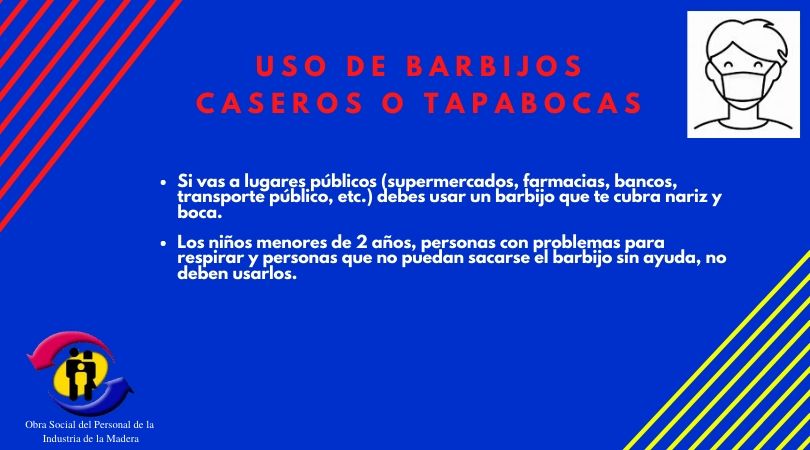 USO DE BARBIJOS
CASEROS O TAPABOCAS
• Si vas a lugares públicos (supermercados, farmacias, bancos,
transporte público, etc.) debes usar un barbijo que te cubra nariz y
boca.
• Los niños menores de 2 años, personas con problemas para
respirar y personas que no puedan sacarse el barbijo sin ayuda, no
deben usarlos.
Obra Social del Personal de la
Industria de la Madera